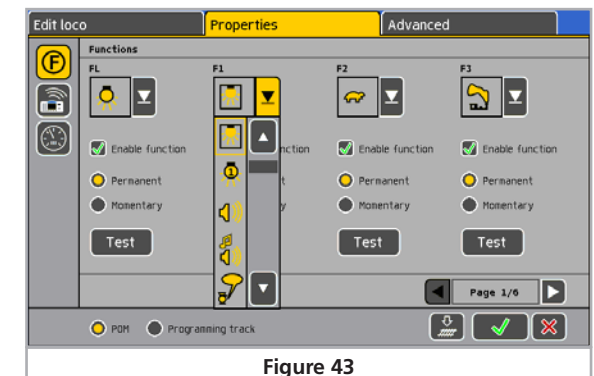 Edit loco Properties Advanced
Functions
FL F1 F2 F3
Enable function nction Enable function Enable function
Permanent t Permanent Permanent
Momentary y Momentary Momentary
Test Test Test
Page 1/6
POM Programming track
Figure 43